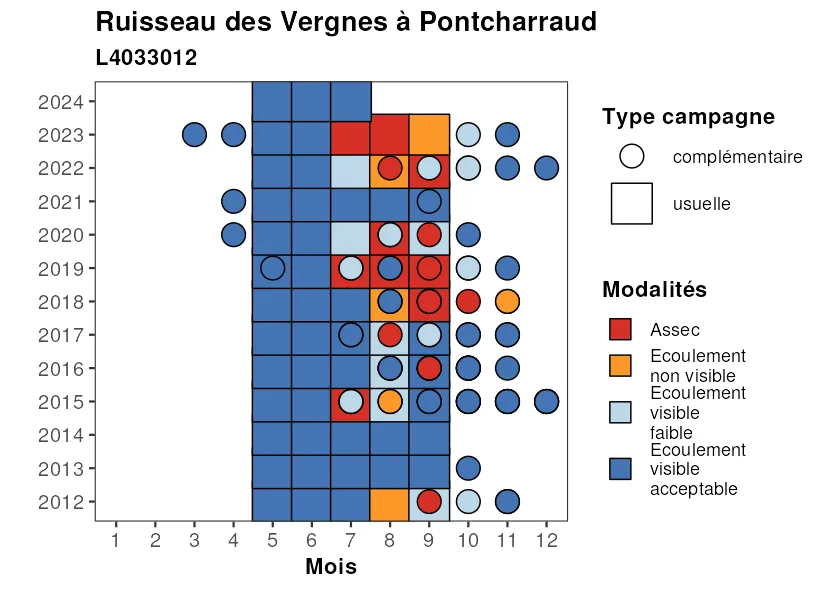 Ruisseau des Vergnes à Pontcharraud
L4033012
2024
2023
2022
2021
2020
2019
2018
2017
2016
2015
2014
2013
2012
1 2 3 4 5 6 7 8 9 10 11 12
Mois
Type campagne
complémentaire
usuelle
Modalités
Assec
Ecoulement
non visible
Ecoulement
visible
faible
Ecoulement
visible
acceptable